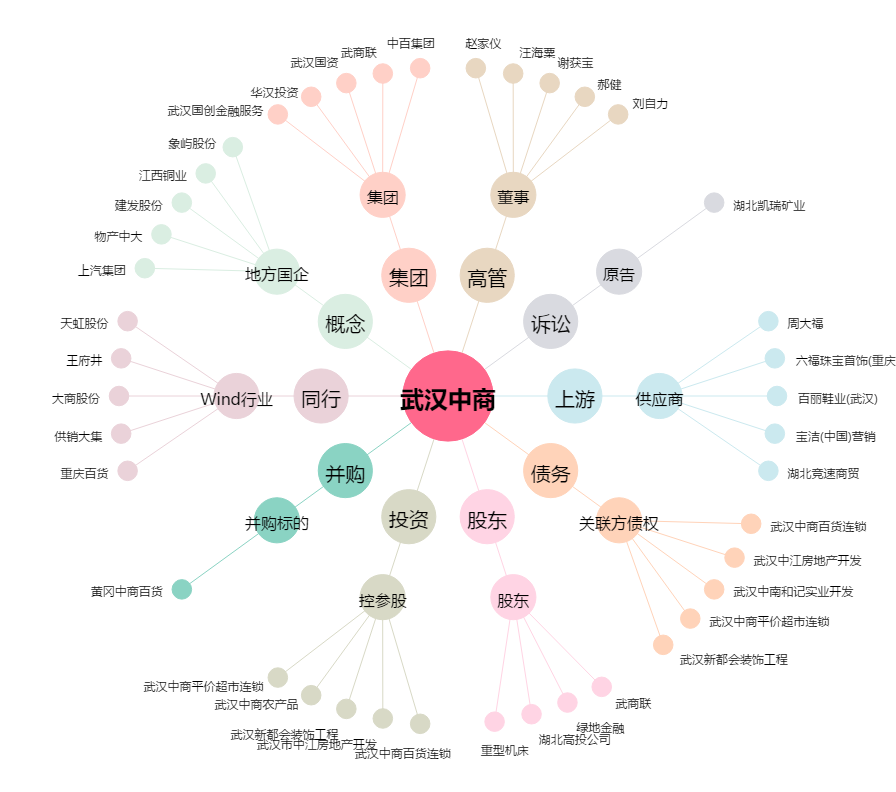 中百集团
武商联
武汉国资
华汉投资
武汉国创金融服务
集团
集团
赵家仪
汪海粟
谢获宝
郝健
刘自力
董事
高管
湖北凯瑞矿业
原告
诉讼
象屿股份
江西铜业
建发股份
物产中大
上汽集团
地方国企
概念
天虹股份
王府井
大商股份
供销大集
重庆百货
Wind行业
同行
武汉中商
上游
供应商
周大福
六福珠宝首饰(重庆
百丽鞋业(武汉)
宝洁(中国)营销
湖北竞速商贸
并购
并购标的
黄冈中商百货
投资
控参股
武汉中商平价超市连锁
武汉中商农产品
武汉新都会装饰工程
武汉市中江房地产开发
武汉中商百货连锁
股东
股东
重型机床
湖北高投公司
绿地金融
武商联
债务
关联方债权
武汉中商百货连锁
武汉中江房地产开发
武汉中南和记实业开发
武汉中商平价超市连锁
武汉新都会装饰工程